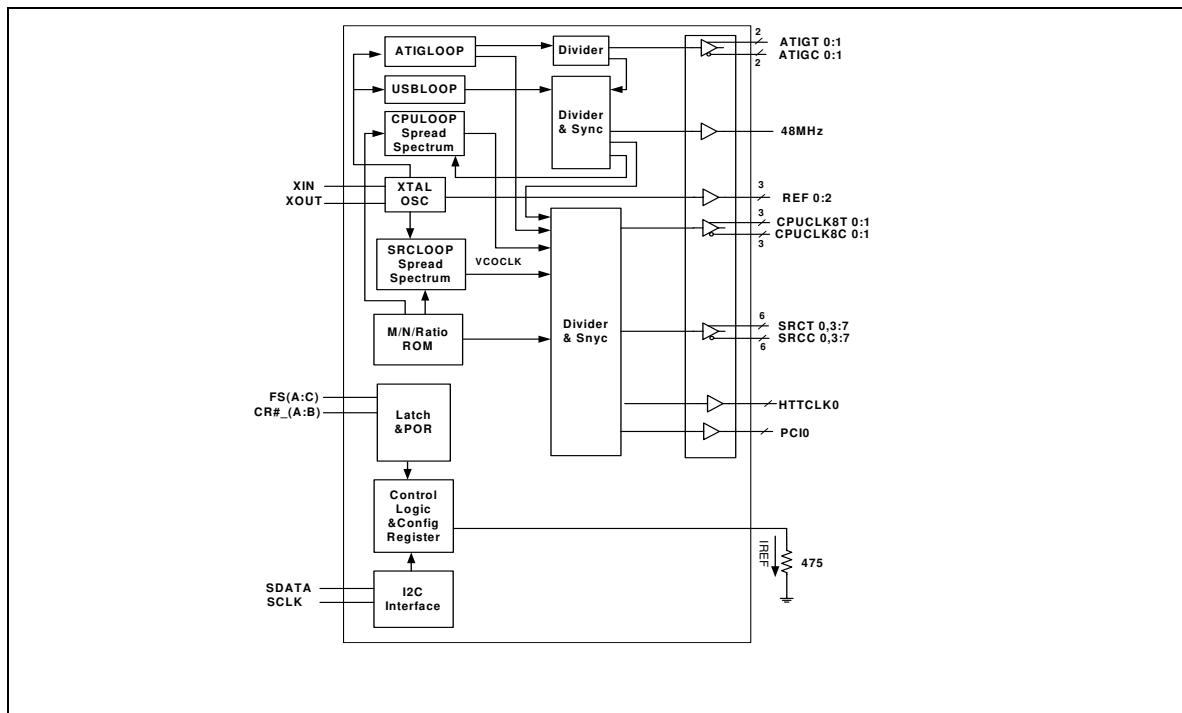 ATIGLOOP
Divider
2
ATIGT 0:1
ATIGC 0:1
2
USBLOOP
Divider
& Sync
CPULOOP
Spread
Spectrum
48MHz
XIN
XOUT
XTAL
OSC
3
REF 0:2
3
CPUCLK8T 0:1
CPUCLK8C 0:1
3
SRCLOOP
Spread
Spectrum
VCOCLK
M/N/Ratio
ROM
Divider
& Snyc
6
SRCT 0,3:7
SRCC 0,3:7
6
FS(A:C)
CR#_(A:B)
Latch
&POR
HTTCLK0
PCI0
Control
Logic
&Config
Register
IREF
475
SDATA
SCLK
I2C
Interface